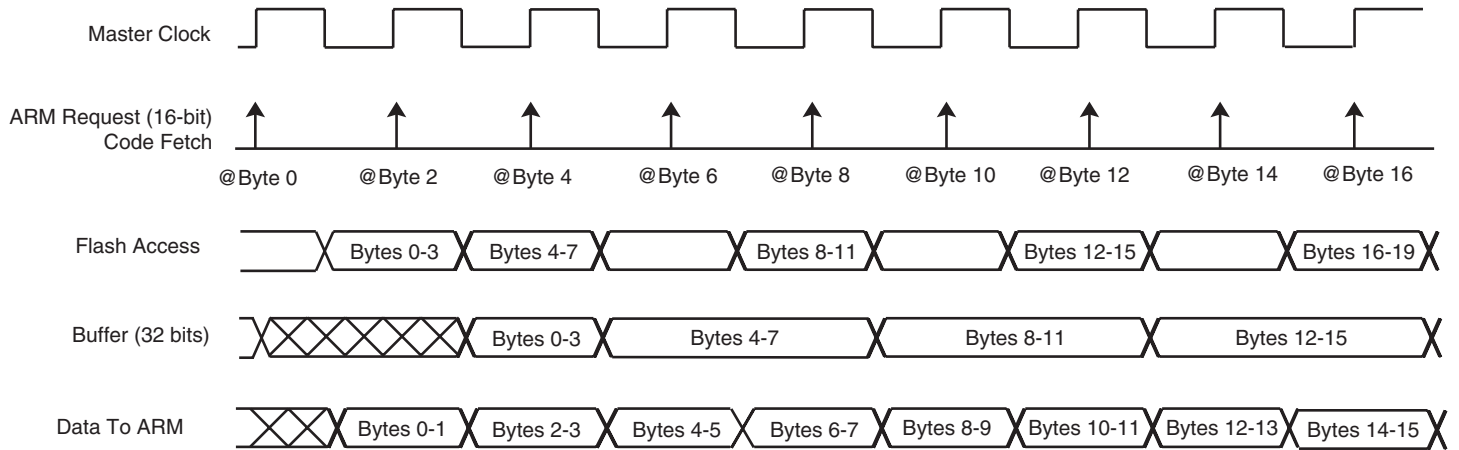 Master Clock
ARM Request (16-bit)
Code Fetch
@Byte 0 @Byte 2 @Byte 4 @Byte 6 @Byte 8 @Byte 10 @Byte 12 @Byte 14 @Byte 16
Flash Access Bytes 0-3 Bytes 4-7 Bytes 8-11 Bytes 12-15 Bytes 16-19
Buffer (32 bits) Bytes 0-3 Bytes 4-7 Bytes 8-11 Bytes 12-15
Data To ARM Bytes 0-1 Bytes 2-3 Bytes 4-5 Bytes 6-7 Bytes 8-9 Bytes 10-11 Bytes 12-13 Bytes 14-15